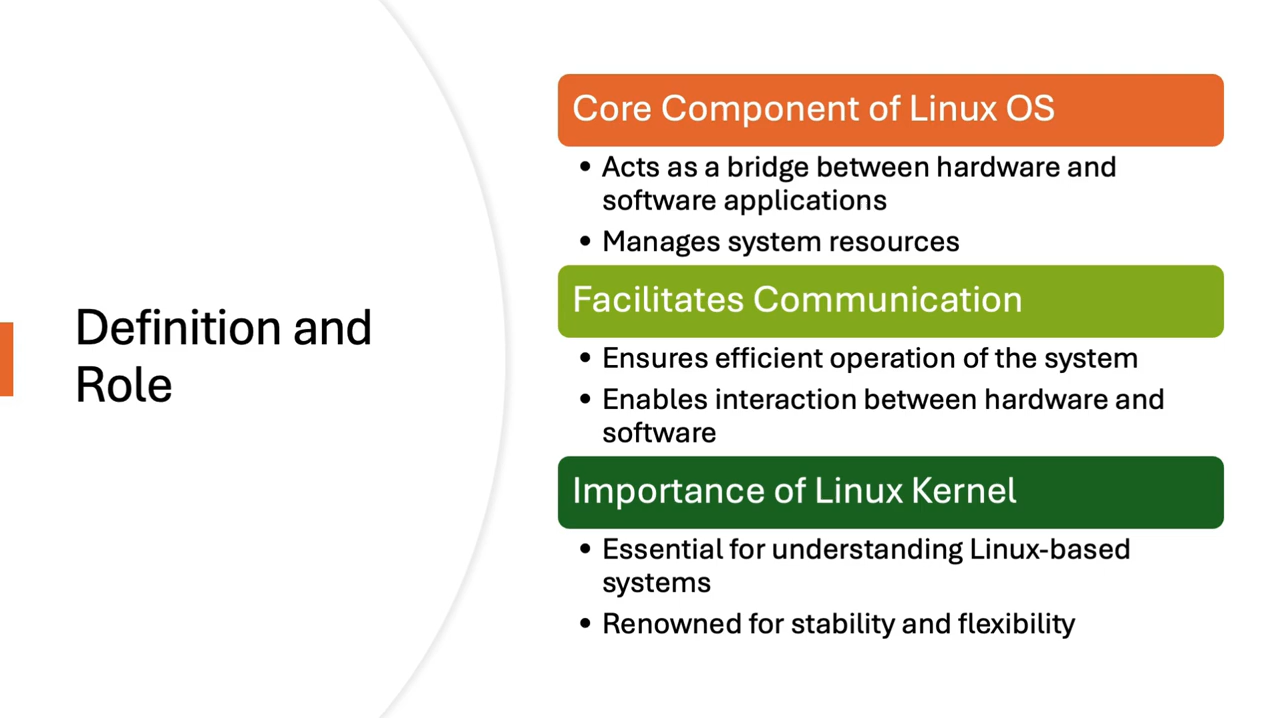 Definition and
Role
Core Component of Linux OS
• Acts as a bridge between hardware and
software applications
• Manages system resources
Facilitates Communication
• Ensures efficient operation of the system
• Enables interaction between hardware and
software
Importance of Linux Kernel
• Essential for understanding Linux-based
systems
• Renowned for stability and flexibility